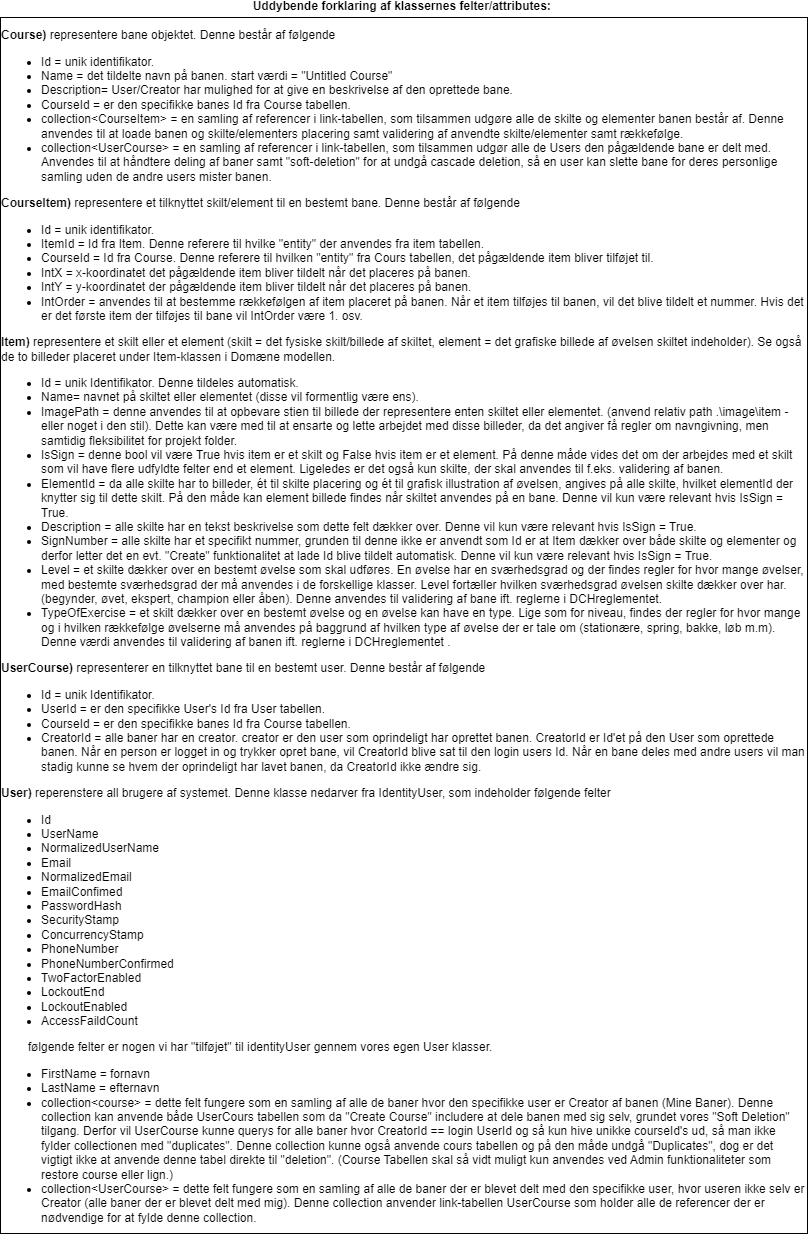 Uddybende forklaring af klassernes felter/attributes:
Course) representere bane objektet. Denne består af følgende
Id = unik identifikator.
Name = det tildelte navn på banen. start værdi = "Untitled Course"
Description= User/Creator har mulighed for at give en beskrivelse af den oprettede bane.
CourseId = er den specifikke banes Id fra Course tabellen.
collection<CourseItem> = en samling af referencer i link-tabellen, som tilsammen udgøre alle de skilte og elementer banen består af. Denne
anvendes til at loade banen og skilte/elementers placering samt validering af anvendte skilte/elementer samt rækkefølge.
collection<UserCourse> = en samling af referencer i link-tabellen, som tilsammen udgør alle de Users den pågældende bane er delt med.
Anvendes til at håndtere deling af baner samt "soft-deletion" for at undgå cascade deletion, så en user kan slette bane for deres personlige
samling uden de andre users mister banen.
CourseItem) representere et tilknyttet skilt/element til en bestemt bane. Denne består af følgende
Id = unik identifikator.
ItemId = Id fra Item. Denne referere til hvilke "entity" der anvendes fra item tabellen.
CourseId = Id fra Course. Denne referere til hvilken "entity" fra Cours tabellen, det pågældende item bliver tilføjet til.
IntX = x-koordinatet det pågældende item bliver tildelt når det placeres på banen.
IntY = y-koordinatet der pågældende item bliver tildelt når det placeres på banen.
IntOrder = anvendes til at bestemme rækkefølgen af item placeret på banen. Når et item tilføjes til banen, vil det blive tildelt et nummer. Hvis det
er det første item der tilføjes til bane vil IntOrder være 1. osv.
Item) representere et skilt eller et element (skilt = det fysiske skilt/billede af skiltet, element = det grafiske billede af øvelsen skiltet indeholder). Se også
de to billeder placeret under Item-klassen i Domæne modellen.
Id = unik Identifikator. Denne tildeles automatisk.
Name= navnet på skiltet eller elementet (disse vil formentlig være ens).
ImagePath = denne anvendes til at opbevare stien til billede der representere enten skiltet eller elementet. (anvend relativ path .\image\item -
eller noget i den stil). Dette kan være med til at ensarte og lette arbejdet med disse billeder, da det angiver få regler om navngivning, men
samtidig fleksibilitet for projekt folder.
IsSign = denne bool vil være True hvis item er et skilt og False hvis item er et element. På denne måde vides det om der arbejdes med et skilt
som vil have flere udfyldte felter end et element. Ligeledes er det også kun skilte, der skal anvendes til f.eks. validering af banen.
ElementId = da alle skilte har to billeder, ét til skilte placering og ét til grafisk illustration af øvelsen, angives på alle skilte, hvilket elementId der
knytter sig til dette skilt. På den måde kan element billede findes når skiltet anvendes på en bane. Denne vil kun være relevant hvis IsSign =
True.
Description = alle skilte har en tekst beskrivelse som dette felt dækker over. Denne vil kun være relevant hvis IsSign = True.
SignNumber = alle skilte har et specifikt nummer, grunden til denne ikke er anvendt som Id er at Item dækker over både skilte og elementer og
derfor letter det en evt. "Create" funktionalitet at lade Id blive tildelt automatisk. Denne vil kun være relevant hvis IsSign = True.
Level = et skilte dækker over en bestemt øvelse som skal udføres. En øvelse har en sværhedsgrad og der findes regler for hvor mange øvelser,
med bestemte sværhedsgrad der må anvendes i de forskellige klasser. Level fortæller hvilken sværhedsgrad øvelsen skilte dækker over har.
(begynder, øvet, ekspert, champion eller åben). Denne anvendes til validering af bane ift. reglerne i DCHreglementet.
TypeOfExercise = et skilt dækker over en bestemt øvelse og en øvelse kan have en type. Lige som for niveau, findes der regler for hvor mange
og i hvilken rækkefølge øvelserne må anvendes på baggrund af hvilken type af øvelse der er tale om (stationære, spring, bakke, løb m.m).
Denne værdi anvendes til validering af banen ift. reglerne i DCHreglementet .
UserCourse) representerer en tilknyttet bane til en bestemt user. Denne består af følgende
Id = unik Identifikator.
UserId = er den specifikke User's Id fra User tabellen.
CourseId = er den specifikke banes Id fra Course tabellen.
CreatorId = alle baner har en creator. creator er den user som oprindeligt har oprettet banen. CreatorId er Id'et på den User som oprettede
banen. Når en person er logget in og trykker opret bane, vil CreatorId blive sat til den login users Id. Når en bane deles med andre users vil man
stadig kunne se hvem der oprindeligt har lavet banen, da CreatorId ikke ændre sig.
User) reperenstere all brugere af systemet. Denne klasse nedarver fra IdentityUser, som indeholder følgende felter
Id
UserName
NormalizedUserName
Email
NormalizedEmail
EmailConfimed
PasswordHash
SecurityStamp
ConcurrencyStamp
PhoneNumber
PhoneNumberConfirmed
TwoFactorEnabled
LockoutEnd
LockoutEnabled
AccessFaildCount
følgende felter er nogen vi har "tilføjet" til identityUser gennem vores egen User klasser.
FirstName = fornavn
LastName = efternavn
collection<course> = dette felt fungere som en samling af alle de baner hvor den specifikke user er Creator af banen (Mine Baner). Denne
collection kan anvende både UserCours tabellen som da "Create Course" includere at dele banen med sig selv, grundet vores "Soft Deletion"
tilgang. Derfor vil UserCourse kunne querys for alle baner hvor CreatorId == login UserId og så kun hive unikke courseId's ud, så man ikke
fylder collectionen med "duplicates". Denne collection kunne også anvende cours tabellen og på den måde undgå "Duplicates", dog er det
vigtigt ikke at anvende denne tabel direkte til "deletion". (Course Tabellen skal så vidt muligt kun anvendes ved Admin funktionaliteter som
restore course eller lign.)
collection<UserCourse> = dette felt fungere som en samling af alle de baner der er blevet delt med den specifikke user, hvor useren ikke selv er
Creator (alle baner der er blevet delt med mig). Denne collection anvender link-tabellen UserCourse som holder alle de referencer der er
nødvendige for at fylde denne collection.